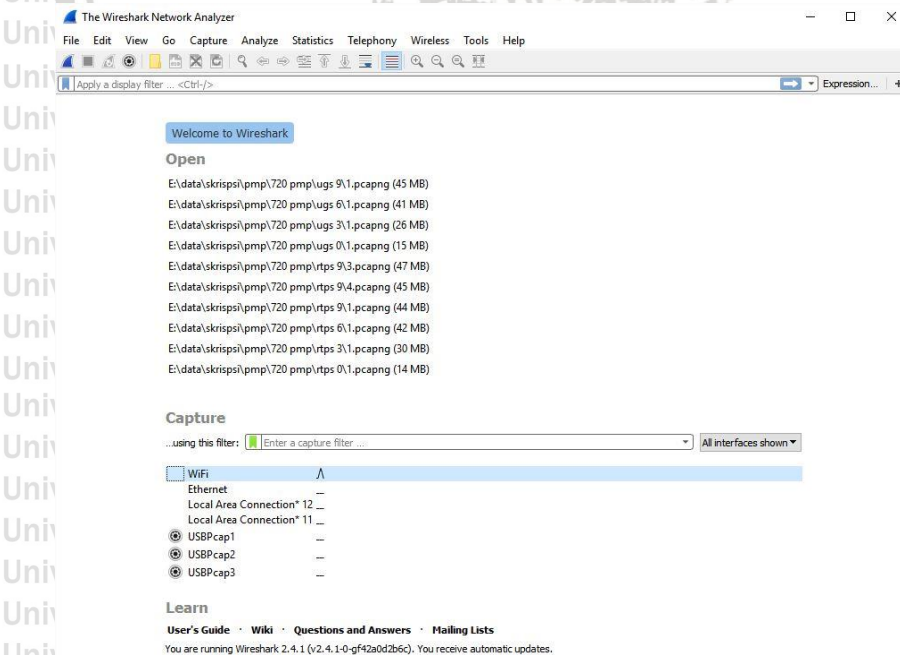 The Wireshark Network Analyzer
File Edit View Go Capture Analyze Statistics Telephony Wireless Tools Help
Apply a display filter ... <Ctrl-/> Expression... +
Welcome to Wireshark
Open
E:\data\skrispsi\pmp\720 pmp\ugs 9\1.pcapng (45 MB)
E:\data\skrispsi\pmp\720 pmp\ugs 6\1.pcapng (41 MB)
E:\data\skrispsi\pmp\720 pmp\ugs 3\1.pcapng (26 MB)
E:\data\skrispsi\pmp\720 pmp\ugs 0\1.pcapng (15 MB)
E:\data\skrispsi\pmp\720 pmp\rtps 9\3.pcapng (47 MB)
E:\data\skrispsi\pmp\720 pmp\rtps 9\4.pcapng (45 MB)
E:\data\skrispsi\pmp\720 pmp\rtps 9\1.pcapng (44 MB)
E:\data\skrispsi\pmp\720 pmp\rtps 6\1.pcapng (42 MB)
E:\data\skrispsi\pmp\720 pmp\rtps 3\1.pcapng (30 MB)
E:\data\skrispsi\pmp\720 pmp\rtps 0\1.pcapng (14 MB)
Capture
...using this filter: Enter a capture filter ... All interfaces shown
WiFi
Ethernet
Local Area Connection* 12
Local Area Connection* 11
USBPcap1
USBPcap2
USBPcap3
Learn
User's Guide · Wiki · Questions and Answers · Mailing Lists
You are running Wireshark 2.4.1 (v2.4.1-0-gf42a0d2b6c). You receive automatic updates.